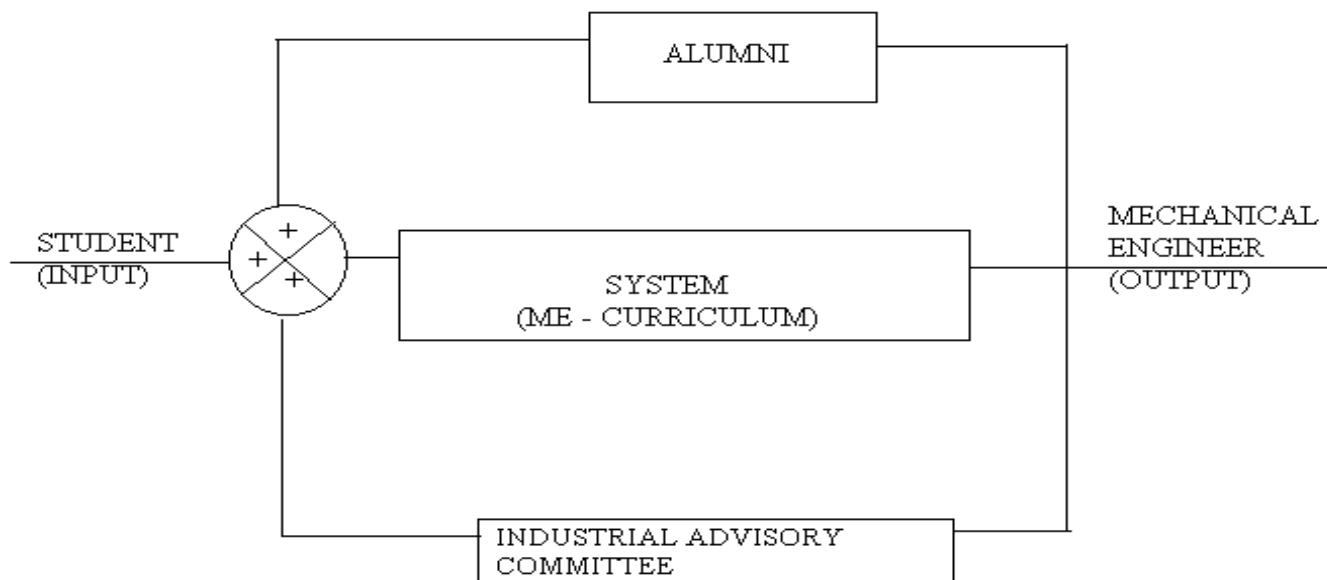 ALUMNI
STUDENT
(INPUT)
+
+
+
SYSTEM
(ME - CURRICULUM)
MECHANICAL
ENGINEER
(OUTPUT)
INDUSTRIAL ADVISORY
COMMITTEE